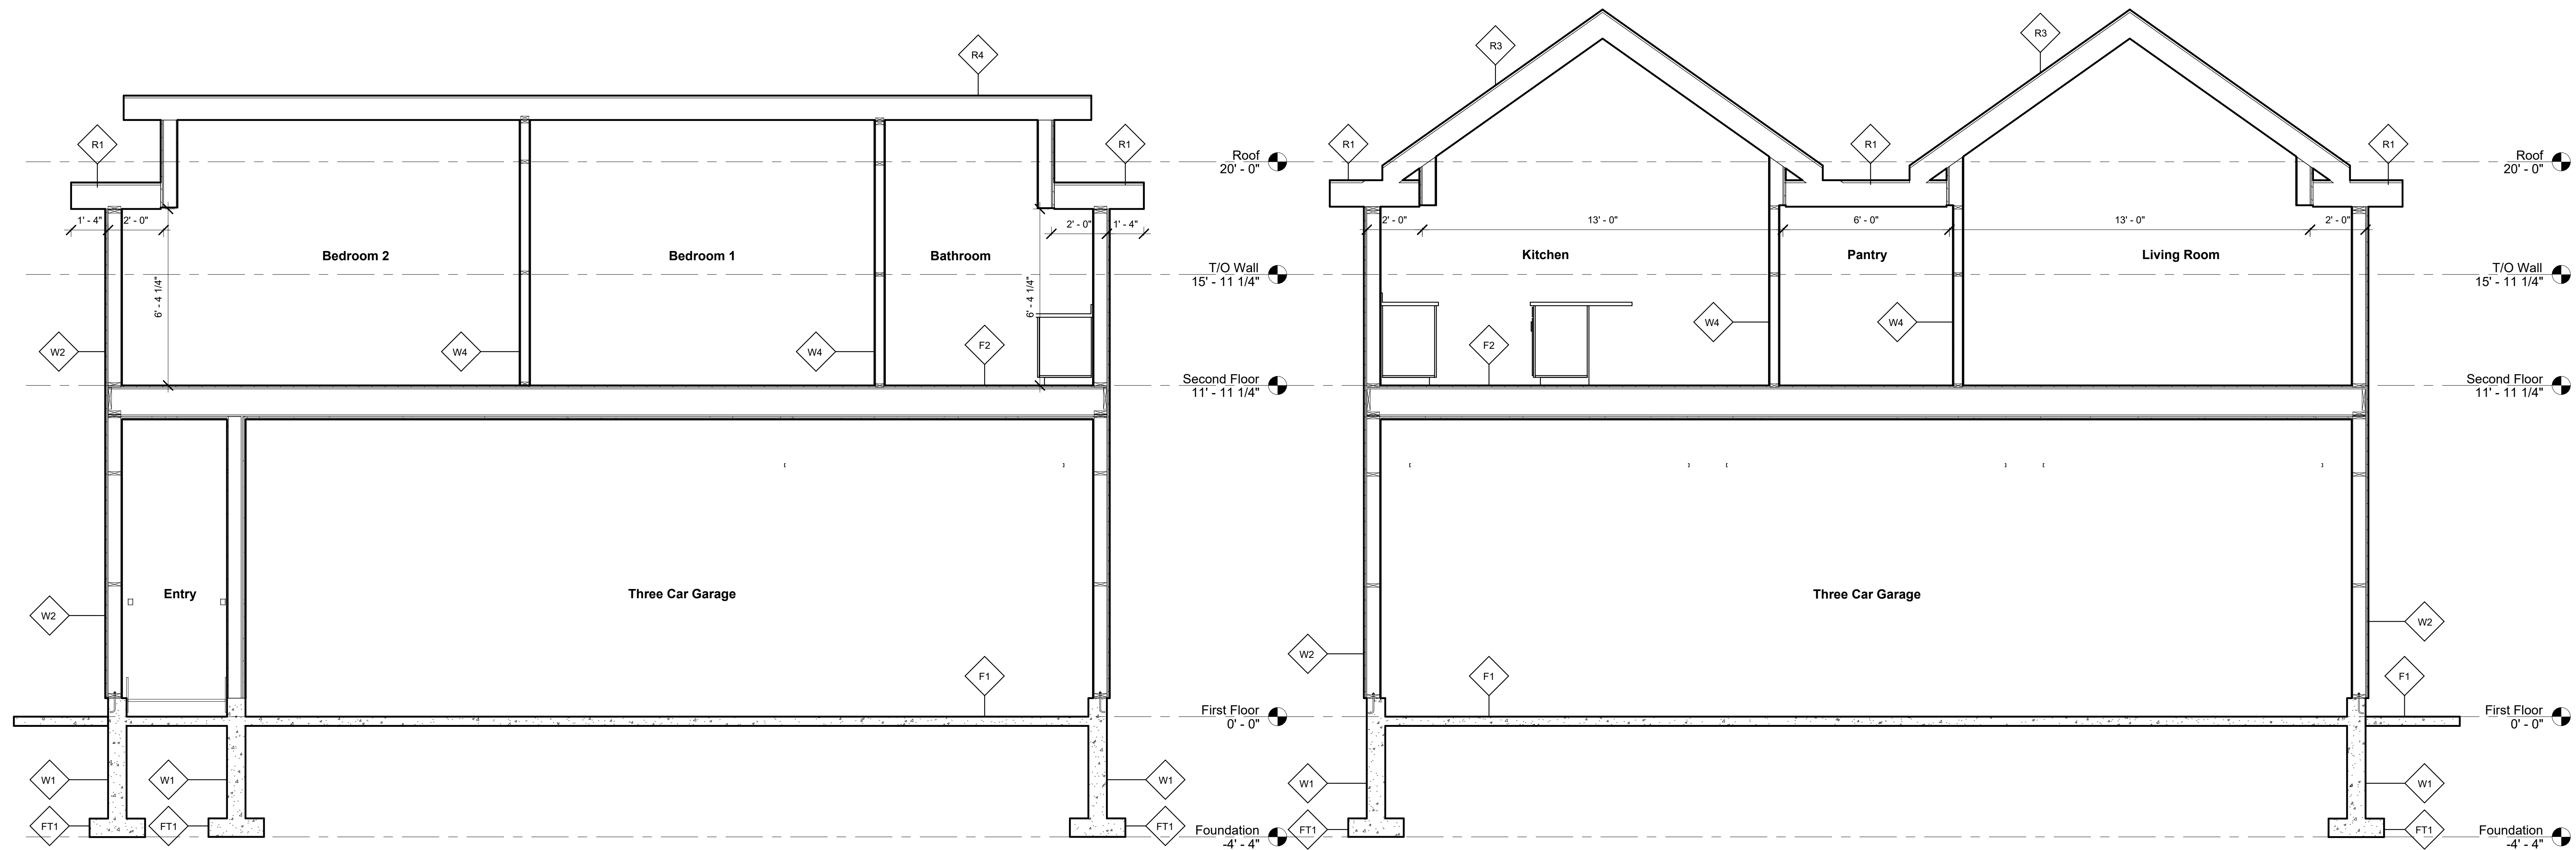 R4
R3
R3
R1
R1
R1
R1
R1
Roof
20' - 0"
Roof
20' - 0"
1' - 4"
2' - 0"
2' - 0"
1' - 4"
2' - 0"
13' - 0"
6' - 0"
13' - 0"
2' - 0"
Bedroom 2
Bedroom 1
Bathroom
Kitchen
Pantry
Living Room
T/O Wall
15' - 11 1/4"
T/O Wall
15' - 11 1/4"
6' - 4 1/4"
6' - 4 1/4"
W4
W4
W2
W4
W4
F2
F2
Second Floor
11' - 11 1/4"
Second Floor
11' - 11 1/4"
Entry
Three Car Garage
Three Car Garage
W2
W2
W2
F1
F1
F1
First Floor
0' - 0"
First Floor
0' - 0"
W1
W1
W1
W1
W1
FT1
FT1
FT1
FT1
FT1
Foundation
-4' - 4"
Foundation
-4' - 4"